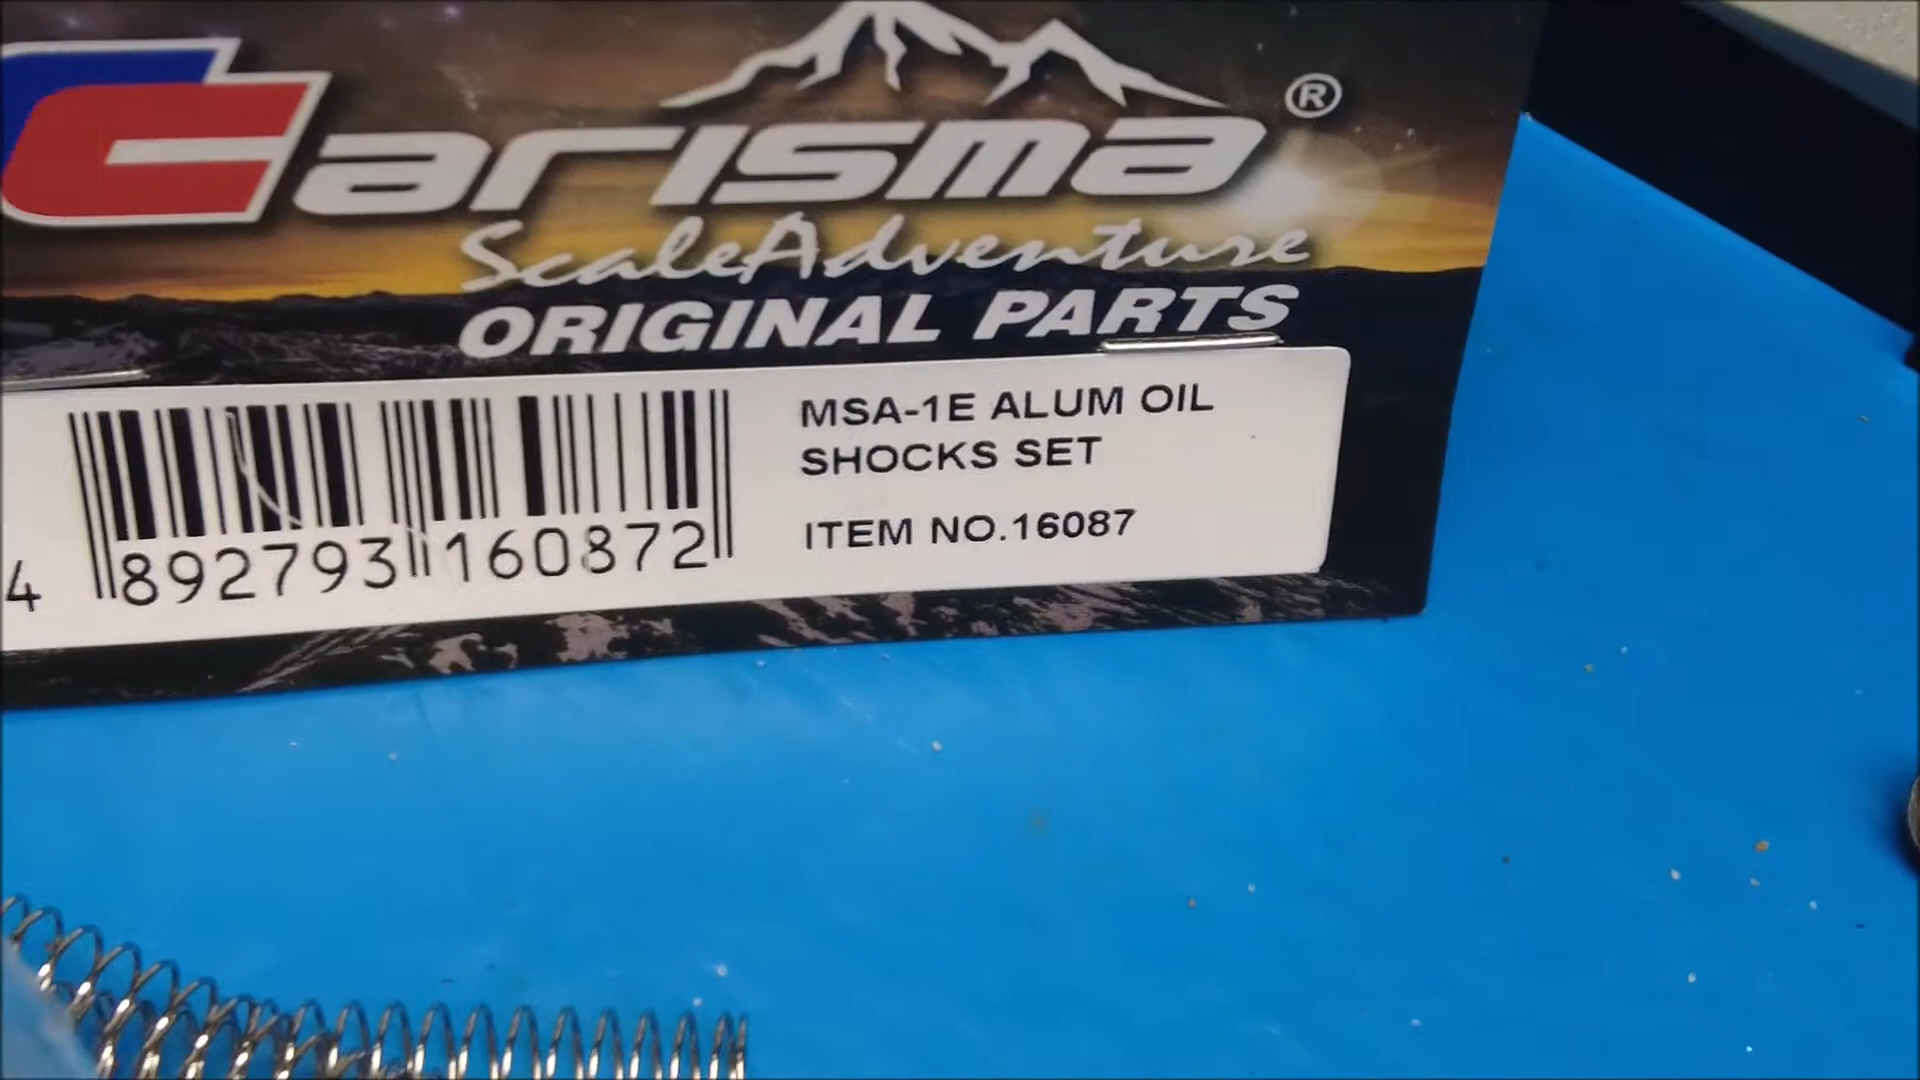 Carisma®
ScaleAdventure
ORIGINAL PARTS
MSA-1E ALUM OIL
SHOCKS SET
ITEM NO.16087
4 892793 160872